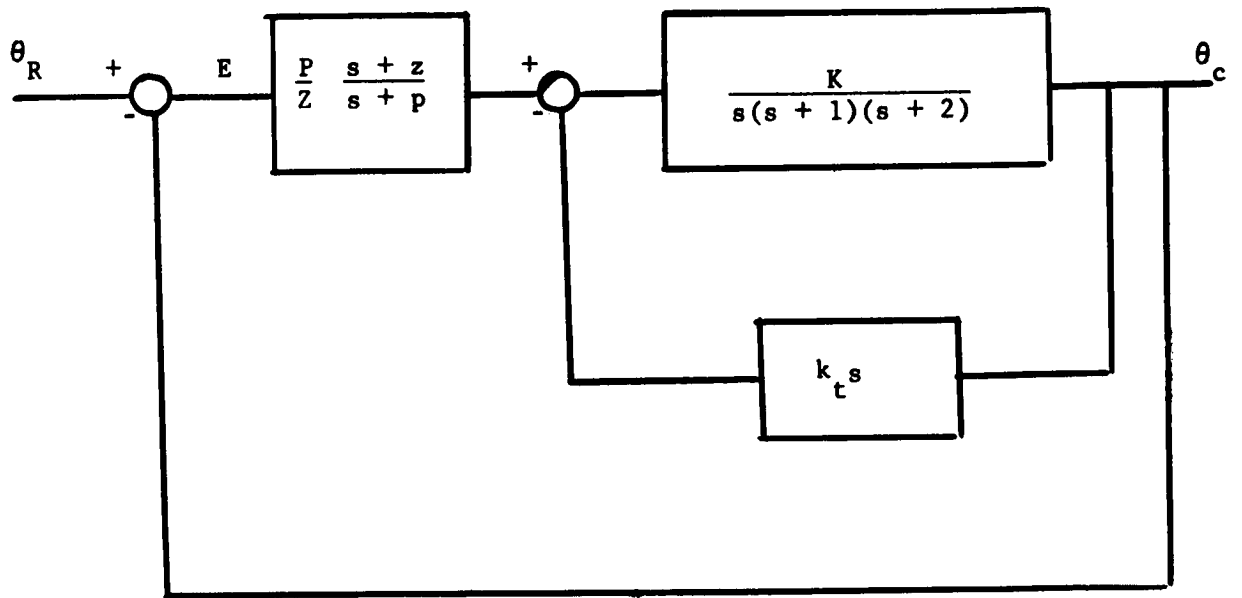 θR
+
-
E
P/Z (s + z)/(s + p)
+
-
K/(s(s + 1)(s + 2))
θc
kts